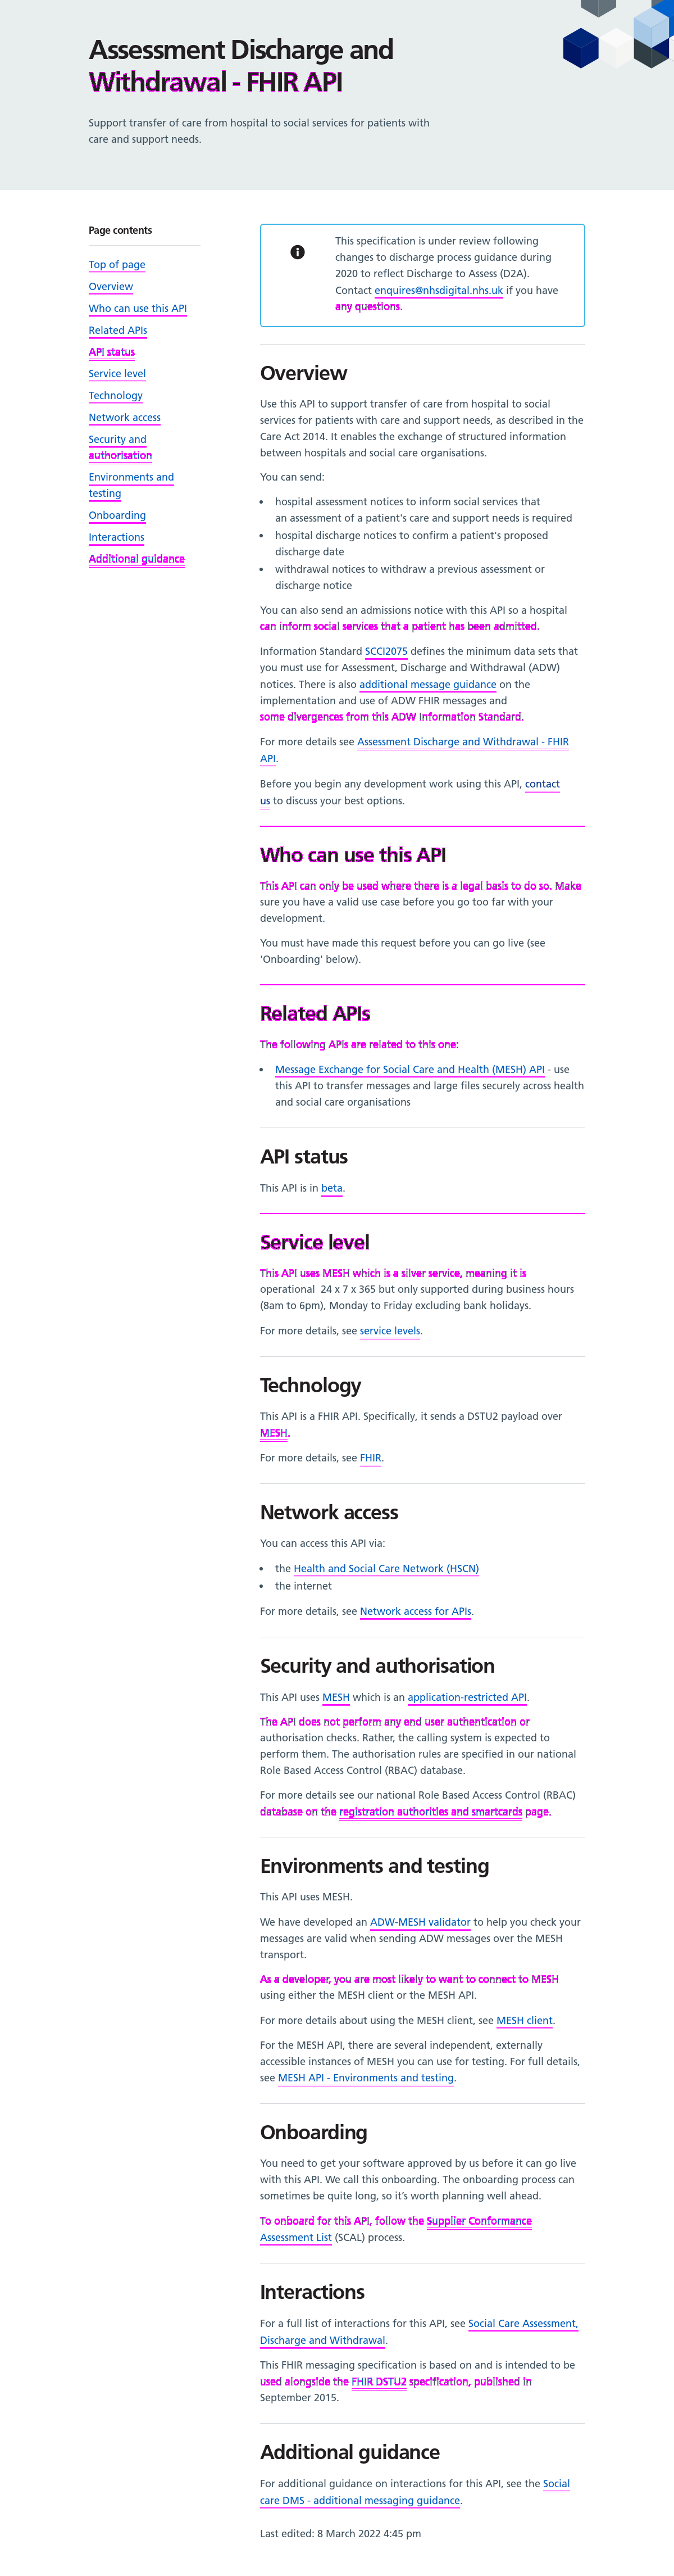 Assessment Discharge and
Withdrawal - FHIR API
Support transfer of care from hospital to social services for patients with
care and support needs.
Page contents
Top of page
Overview
Who can use this API
Related APIs
API status
Service level
Technology
Network access
Security and
authorisation
Environments and
testing
Onboarding
Interactions
Additional guidance
This specification is under review following
changes to discharge process guidance during
2020 to reflect Discharge to Assess (D2A).
Contact enquires@nhsdigital.nhs.uk if you have
any questions.
Overview
Use this API to support transfer of care from hospital to social
services for patients with care and support needs, as described in the
Care Act 2014. It enables the exchange of structured information
between hospitals and social care organisations.
You can send:
• hospital assessment notices to inform social services that
an assessment of a patient's care and support needs is required
• hospital discharge notices to confirm a patient's proposed
discharge date
• withdrawal notices to withdraw a previous assessment or
discharge notice
You can also send an admissions notice with this API so a hospital
can inform social services that a patient has been admitted.
Information Standard SCCI2075 defines the minimum data sets that
you must use for Assessment, Discharge and Withdrawal (ADW)
notices. There is also additional message guidance on the
implementation and use of ADW FHIR messages and
some divergences from this ADW Information Standard.
For more details see Assessment Discharge and Withdrawal - FHIR
API.
Before you begin any development work using this API, contact
us to discuss your best options.
Who can use this API
This API can only be used where there is a legal basis to do so. Make
sure you have a valid use case before you go too far with your
development.
You must have made this request before you can go live (see
'Onboarding' below).
Related APIs
The following APIs are related to this one:
• Message Exchange for Social Care and Health (MESH) API - use
this API to transfer messages and large files securely across health
and social care organisations
API status
This API is in beta.
Service level
This API uses MESH which is a silver service, meaning it is
operational 24 x 7 x 365 but only supported during business hours
(8am to 6pm), Monday to Friday excluding bank holidays.
For more details, see service levels.
Technology
This API is a FHIR API. Specifically, it sends a DSTU2 payload over
MESH.
For more details, see FHIR.
Network access
You can access this API via:
• the Health and Social Care Network (HSCN)
• the internet
For more details, see Network access for APIs.
Security and authorisation
This API uses MESH which is an application-restricted API.
The API does not perform any end user authentication or
authorisation checks. Rather, the calling system is expected to
perform them. The authorisation rules are specified in our national
Role Based Access Control (RBAC) database.
For more details see our national Role Based Access Control (RBAC)
database on the registration authorities and smartcards page.
Environments and testing
This API uses MESH.
We have developed an ADW-MESH validator to help you check your
messages are valid when sending ADW messages over the MESH
transport.
As a developer, you are most likely to want to connect to MESH
using either the MESH client or the MESH API.
For more details about using the MESH client, see MESH client.
For the MESH API, there are several independent, externally
accessible instances of MESH you can use for testing. For full details,
see MESH API - Environments and testing.
Onboarding
You need to get your software approved by us before it can go live
with this API. We call this onboarding. The onboarding process can
sometimes be quite long, so it's worth planning well ahead.
To onboard for this API, follow the Supplier Conformance
Assessment List (SCAL) process.
Interactions
For a full list of interactions for this API, see Social Care Assessment,
Discharge and Withdrawal.
This FHIR messaging specification is based on and is intended to be
used alongside the FHIR DSTU2 specification, published in
September 2015.
Additional guidance
For additional guidance on interactions for this API, see the Social
care DMS - additional messaging guidance.
Last edited: 8 March 2022 4:45 pm